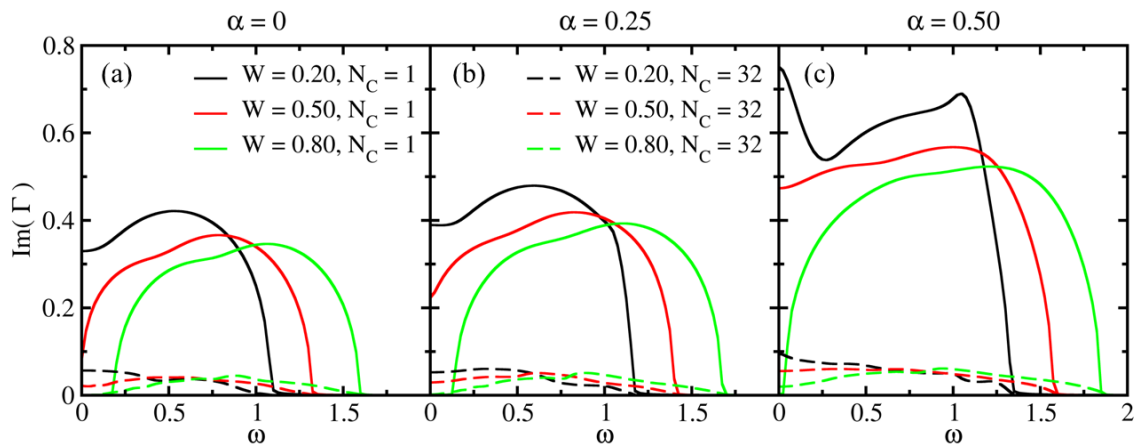 α = 0 α = 0.25 α = 0.50
(a) (b) (c)
W = 0.20, N_C = 1
W = 0.50, N_C = 1
W = 0.80, N_C = 1
W = 0.20, N_C = 32
W = 0.50, N_C = 32
W = 0.80, N_C = 32
Im( Γ )
0.8
0.6
0.4
0.2
0
0 0.5 1 1.5 0 0.5 1 1.5 0 0.5 1 1.5 2
ω ω ω